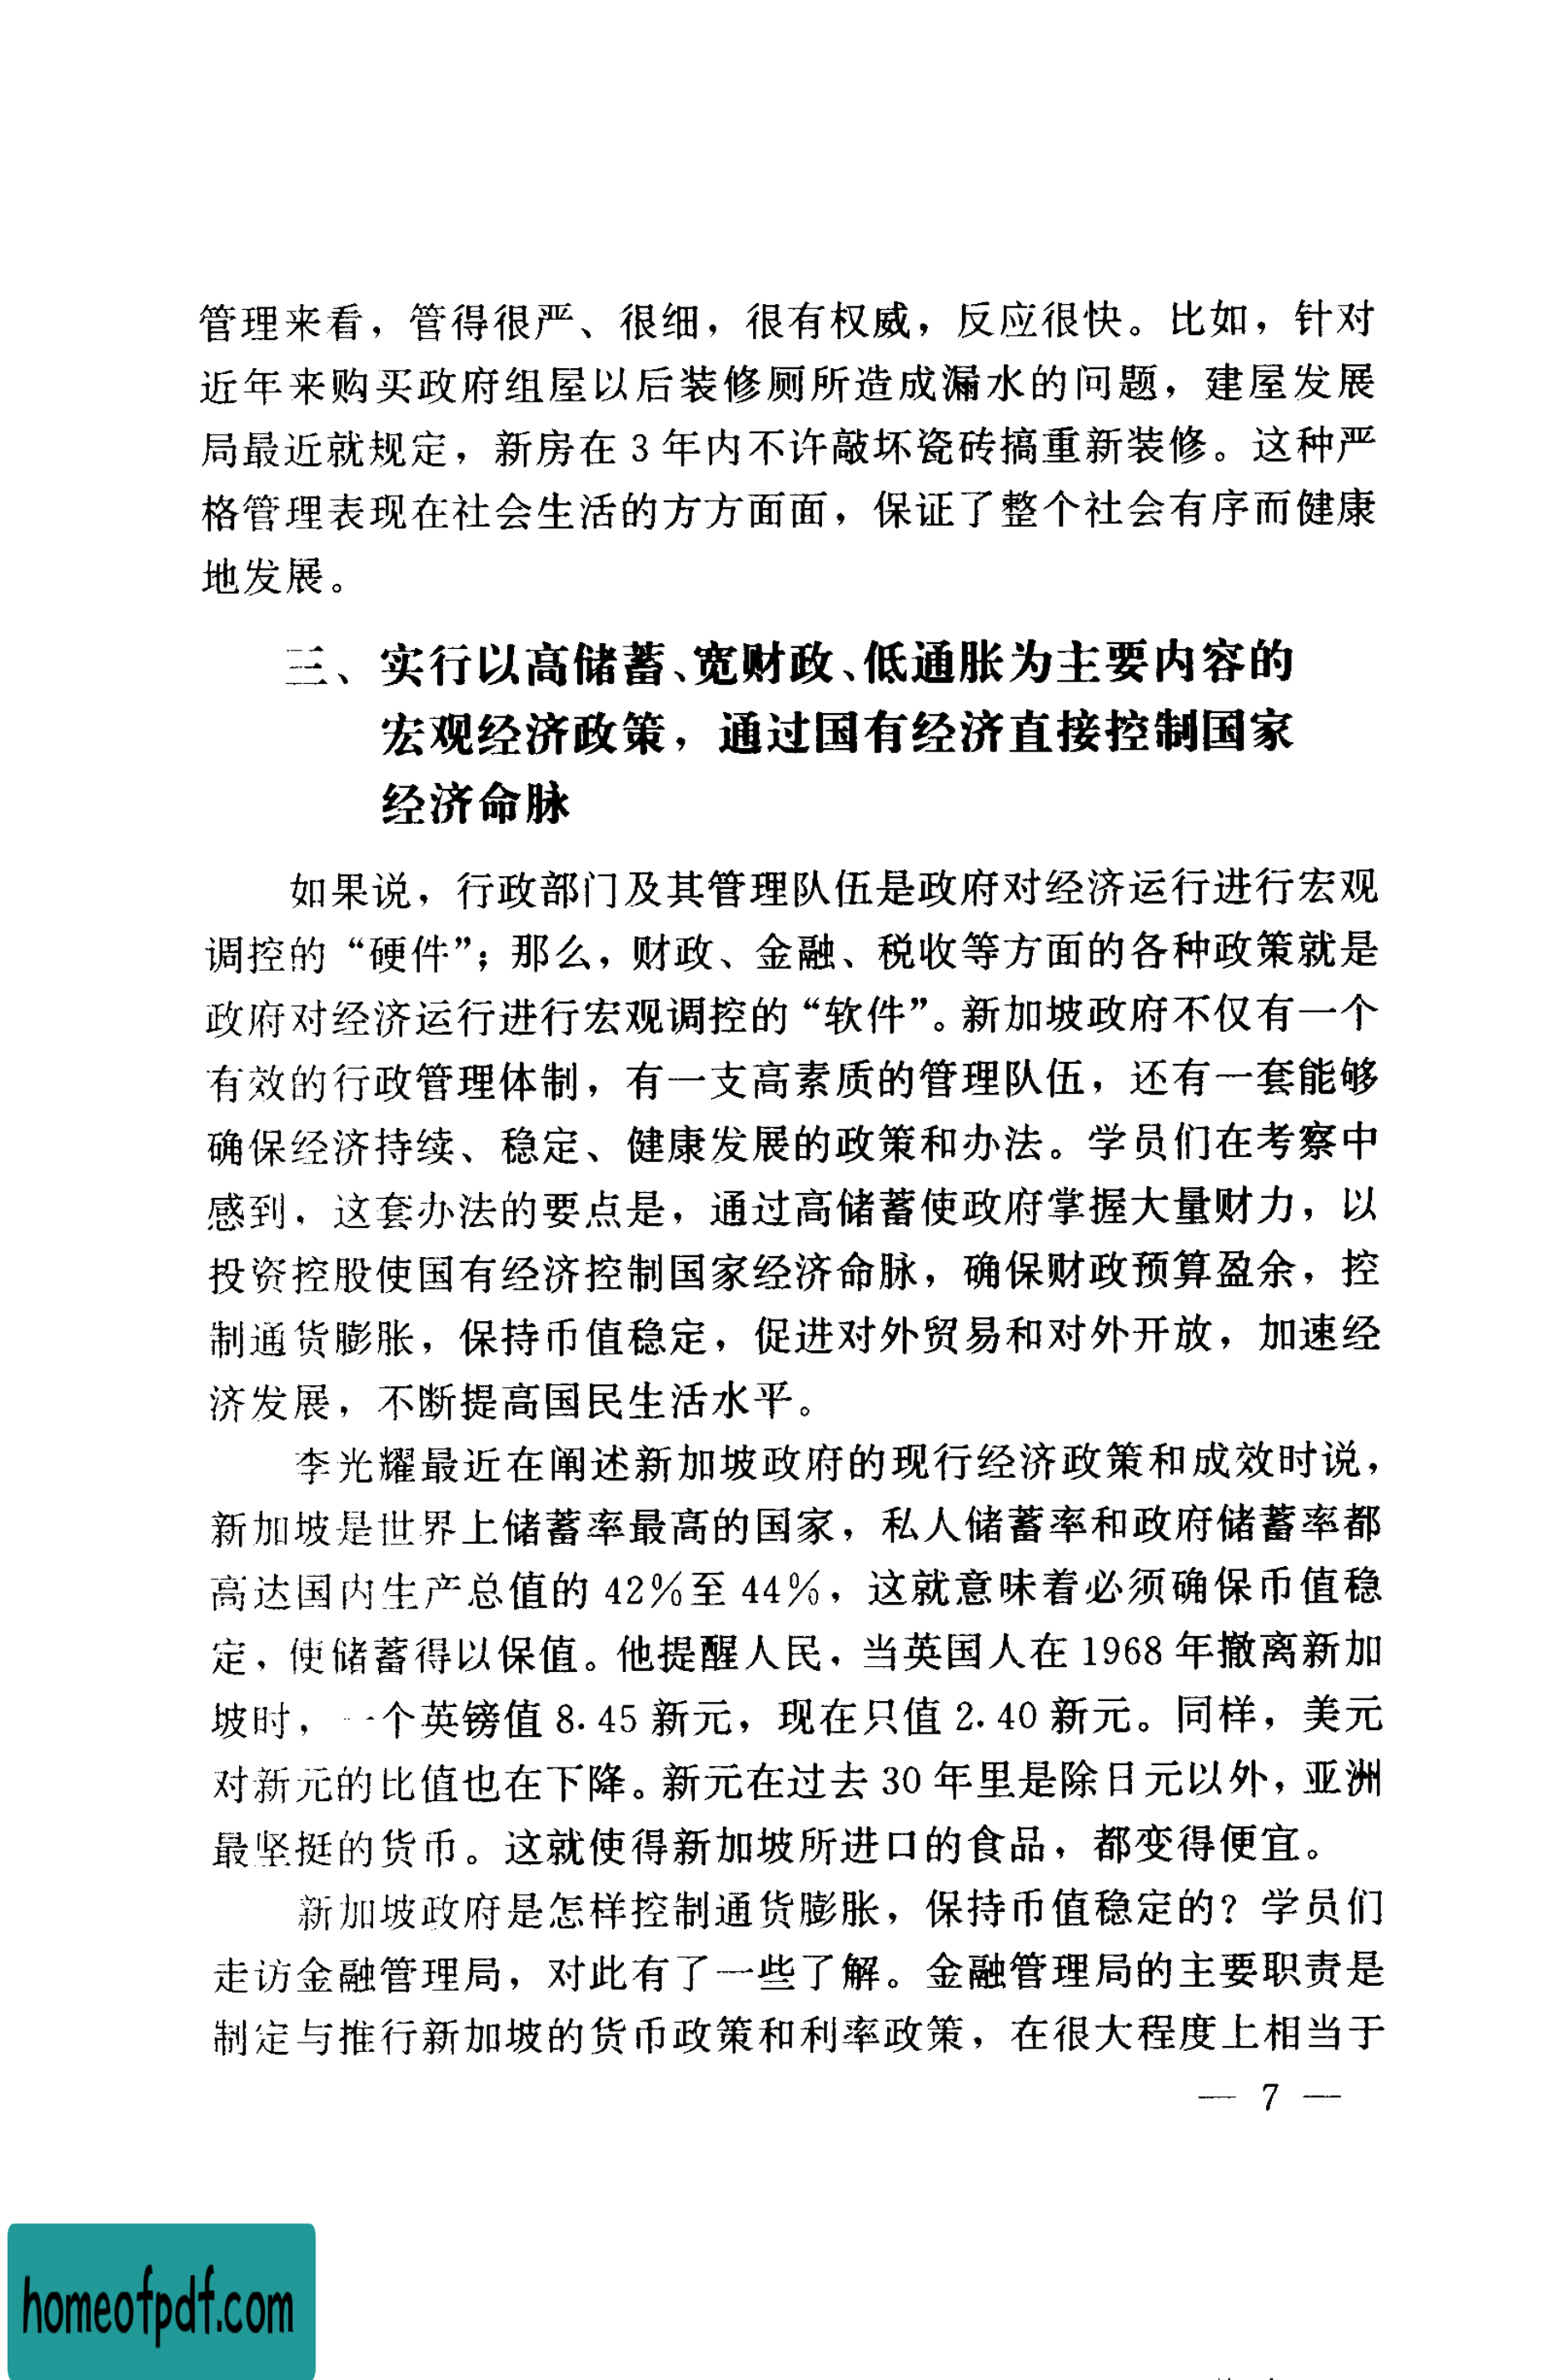 管理来看，管得很严、很细，很有权威，反应很快。比如，针对
近年来购买政府组屋以后装修厕所造成漏水的问题，建屋发展
局最近就规定，新房在 3 年内不许敲坏瓷砖搞重新装修。这种严
格管理表现在社会生活的方方面面，保证了整个社会有序而健康
地发展。
三、实行以高储蓄、宽财政、低通胀为主要内容的
宏观经济政策，通过国有经济直接控制国家
经济命脉
如果说，行政部门及其管理队伍是政府对经济运行进行宏观
调控的“硬件”；那么，财政、金融、税收等方面的各种政策就是
政府对经济运行进行宏观调控的“软件”。新加坡政府不仅有一个
有效的行政管理体制，有一支高素质的管理队伍，还有一套能够
确保经济持续、稳定、健康发展的政策和办法。学员们在考察中
感到，这套办法的要点是，通过高储蓄使政府掌握大量财力，以
投资控股使国有经济控制国家经济命脉，确保财政预算盈余，控
制通货膨胀，保持币值稳定，促进对外贸易和对外开放，加速经
济发展，不断提高国民生活水平。
李光耀最近在阐述新加坡政府的现行经济政策和成效时说，
新加坡是世界上储蓄率最高的国家，私人储蓄率和政府储蓄率都
高达国内生产总值的 42％至 44％，这就意味着必须确保币值稳
定，使储蓄得以保值。他提醒人民，当英国人在 1968 年撤离新加
坡时，一个英镑值 8.45 新元，现在只值 2.40 新元。同样，美元
对新元的比值也在下降。新元在过去 30 年里是除日元以外，亚洲
最坚挺的货币。这就使得新加坡所进口的食品，都变得便宜。
新加坡政府是怎样控制通货膨胀，保持币值稳定的？学员们
走访金融管理局，对此有了一些了解。金融管理局的主要职责是
制定与推行新加坡的货币政策和利率政策，在很大程度上相当于
— 7 —
homeofpdf.com